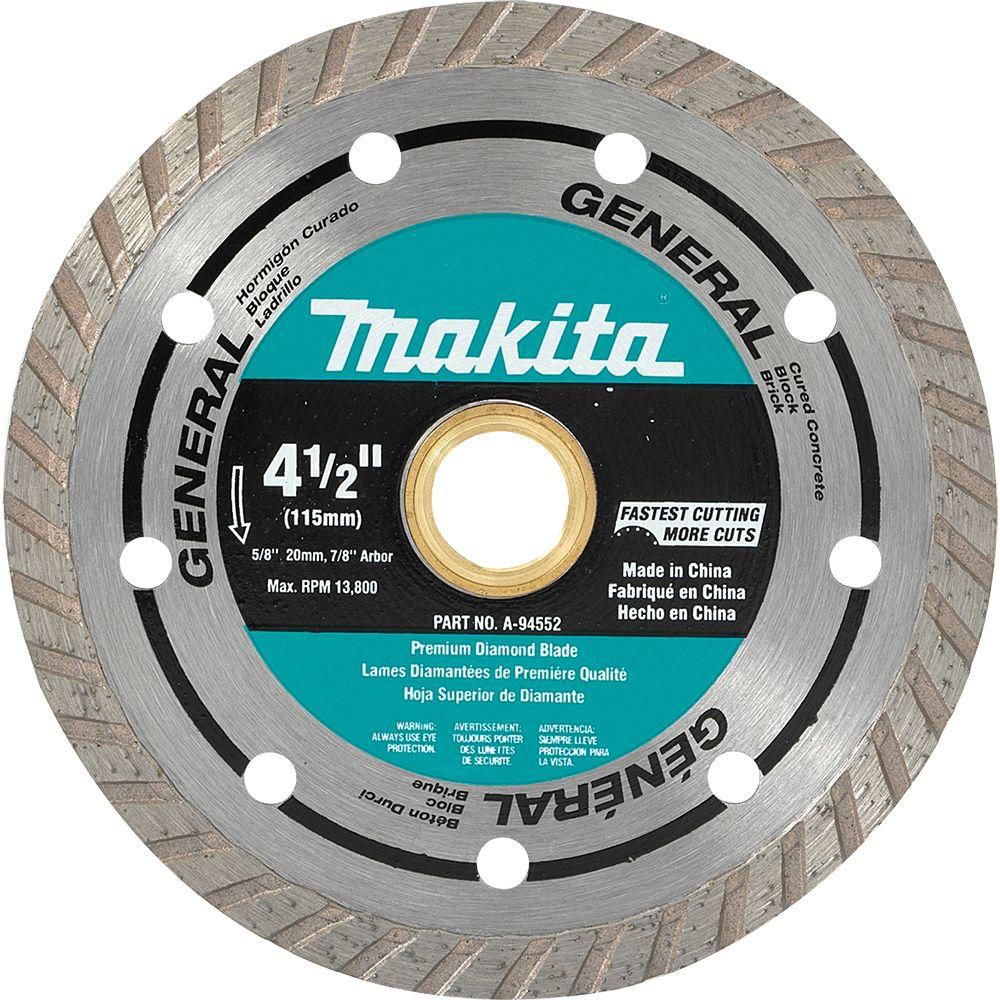 GENERAL
Hormigón Curado
Bloque
Ladrillo
GENERAL
Cured Concrete
Block
Brick
makita®
4 1/2"
(115mm)
5/8", 20mm, 7/8" Arbor
Max. RPM 13,800
FASTEST CUTTING
MORE CUTS
Made in China
Fabriqué en China
Hecho en China
PART NO. A-94552
Premium Diamond Blade
Lames Diamantées de Première Qualité
Hoja Superior de Diamante
WARNING:
ALWAYS USE EYE
PROTECTION.
AVERTISSEMENT:
TOUJOURS PORTER
DES LUNETTES
DE SECURITE.
ADVERTENCIA:
SIEMPRE LLEVE
PROTECCION PARA
LA VISTA.
GÉNÉRAL
Béton Durci
Bloc
Brique